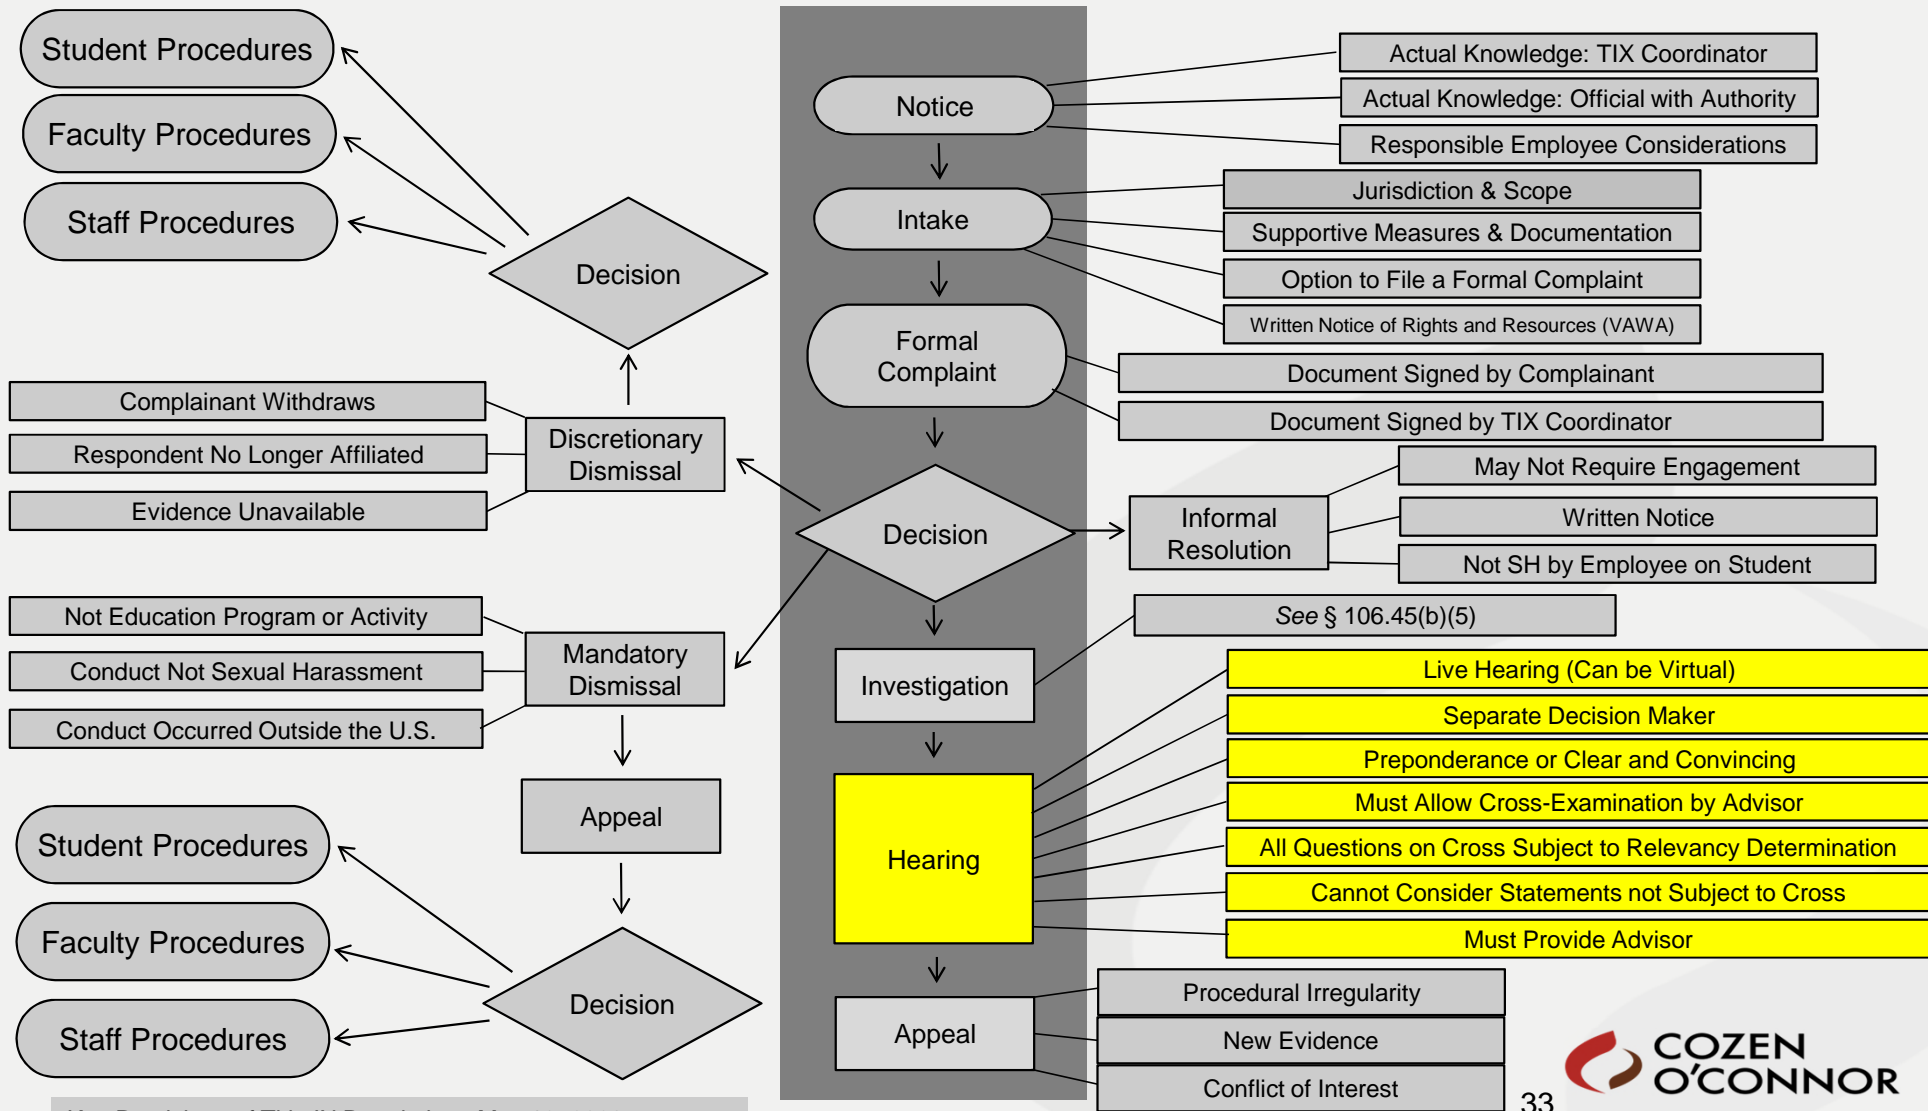 Student Procedures
Faculty Procedures
Staff Procedures
Decision
Complainant Withdraws
Respondent No Longer Affiliated
Evidence Unavailable
Discretionary
Dismissal
Not Education Program or Activity
Conduct Not Sexual Harassment
Conduct Occurred Outside the U.S.
Mandatory
Dismissal
Appeal
Student Procedures
Faculty Procedures
Staff Procedures
Decision
Notice
Actual Knowledge: TIX Coordinator
Actual Knowledge: Official with Authority
Responsible Employee Considerations
Intake
Jurisdiction & Scope
Supportive Measures & Documentation
Option to File a Formal Complaint
Written Notice of Rights and Resources (VAWA)
Formal
Complaint
Document Signed by Complainant
Document Signed by TIX Coordinator
Decision
Informal
Resolution
May Not Require Engagement
Written Notice
Not SH by Employee on Student
Investigation
See § 106.45(b)(5)
Hearing
Live Hearing (Can be Virtual)
Separate Decision Maker
Preponderance or Clear and Convincing
Must Allow Cross-Examination by Advisor
All Questions on Cross Subject to Relevancy Determination
Cannot Consider Statements not Subject to Cross
Must Provide Advisor
Appeal
Procedural Irregularity
New Evidence
Conflict of Interest
33
COZEN
O'CONNOR